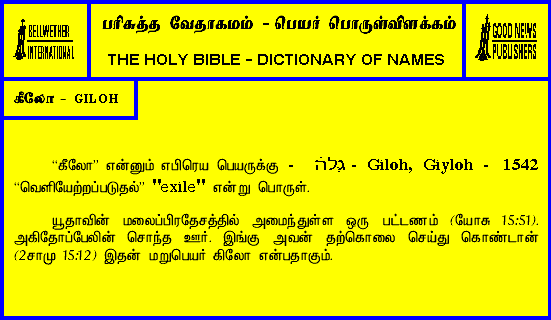 BELLWETHER
INTERNATIONAL
பரிசுத்த வேதாகமம் - பெயர் பொருள்விளக்கம்
THE HOLY BIBLE - DICTIONARY OF NAMES
GOOD NEWS
PUBLISHERS
கீலோ - GILOH
“கீலோ” என்னும் எபிரெய பெயருக்கு - גלה - Giloh, Giyloh - 1542
“வெளியேற்றப்படுதல்” "exile" என்று பொருள்.
யூதாவின் மலைப்பிரதேசத்தில் அமைந்துள்ள ஒரு பட்டணம் (யோசு 15:51).
அகிதோப்பேலின் சொந்த ஊர். இங்கு அவன் தற்கொலை செய்து கொண்டான்
(2சாமு 15:12) இதன் மறுபெயர் கிலோ என்பதாகும்.